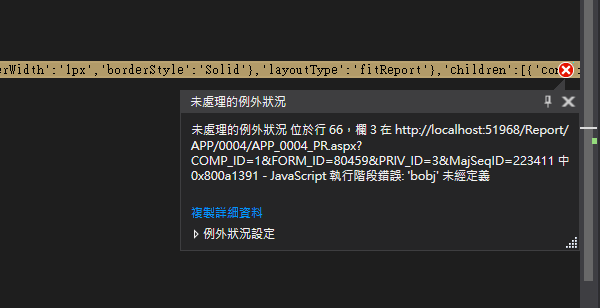 erWidth':'1px','borderStyle':'Solid'},'layoutType':'fitReport'},'children':[{'con
未處理的例外狀況
未處理的例外狀況 位於行 66，欄 3 在 http://localhost:51968/Report/
APP/0004/APP_0004_PR.aspx?
COMP_ID=1&FORM_ID=80459&PRIV_ID=3&MajSeqID=223411 中
0x800a1391 - JavaScript 執行階段錯誤: 'bobj' 未經定義
複製詳細資料
例外狀況設定